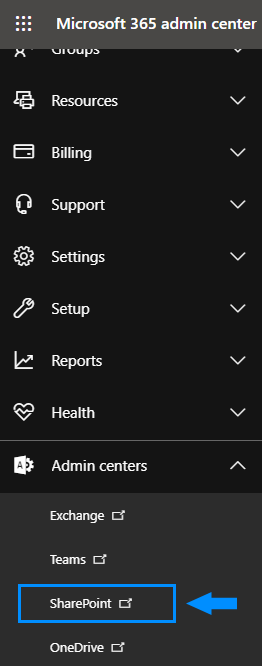 Microsoft 365 admin center
Groups
Resources
Billing
Support
Settings
Setup
Reports
Health
Admin centers
Exchange
Teams
SharePoint
OneDrive